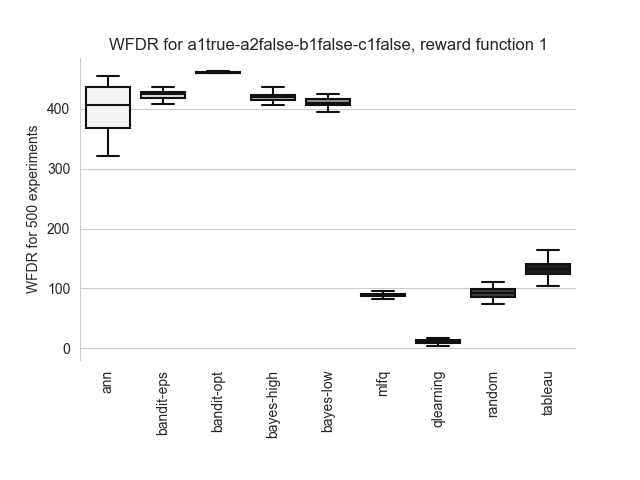 WFDR for a1true-a2false-b1false-c1false, reward function 1
WFDR for 500 experiments
400
300
200
100
0
ann
bandit-eps
bandit-opt
bayes-high
bayes-low
mlfq
qlearning
random
tableau